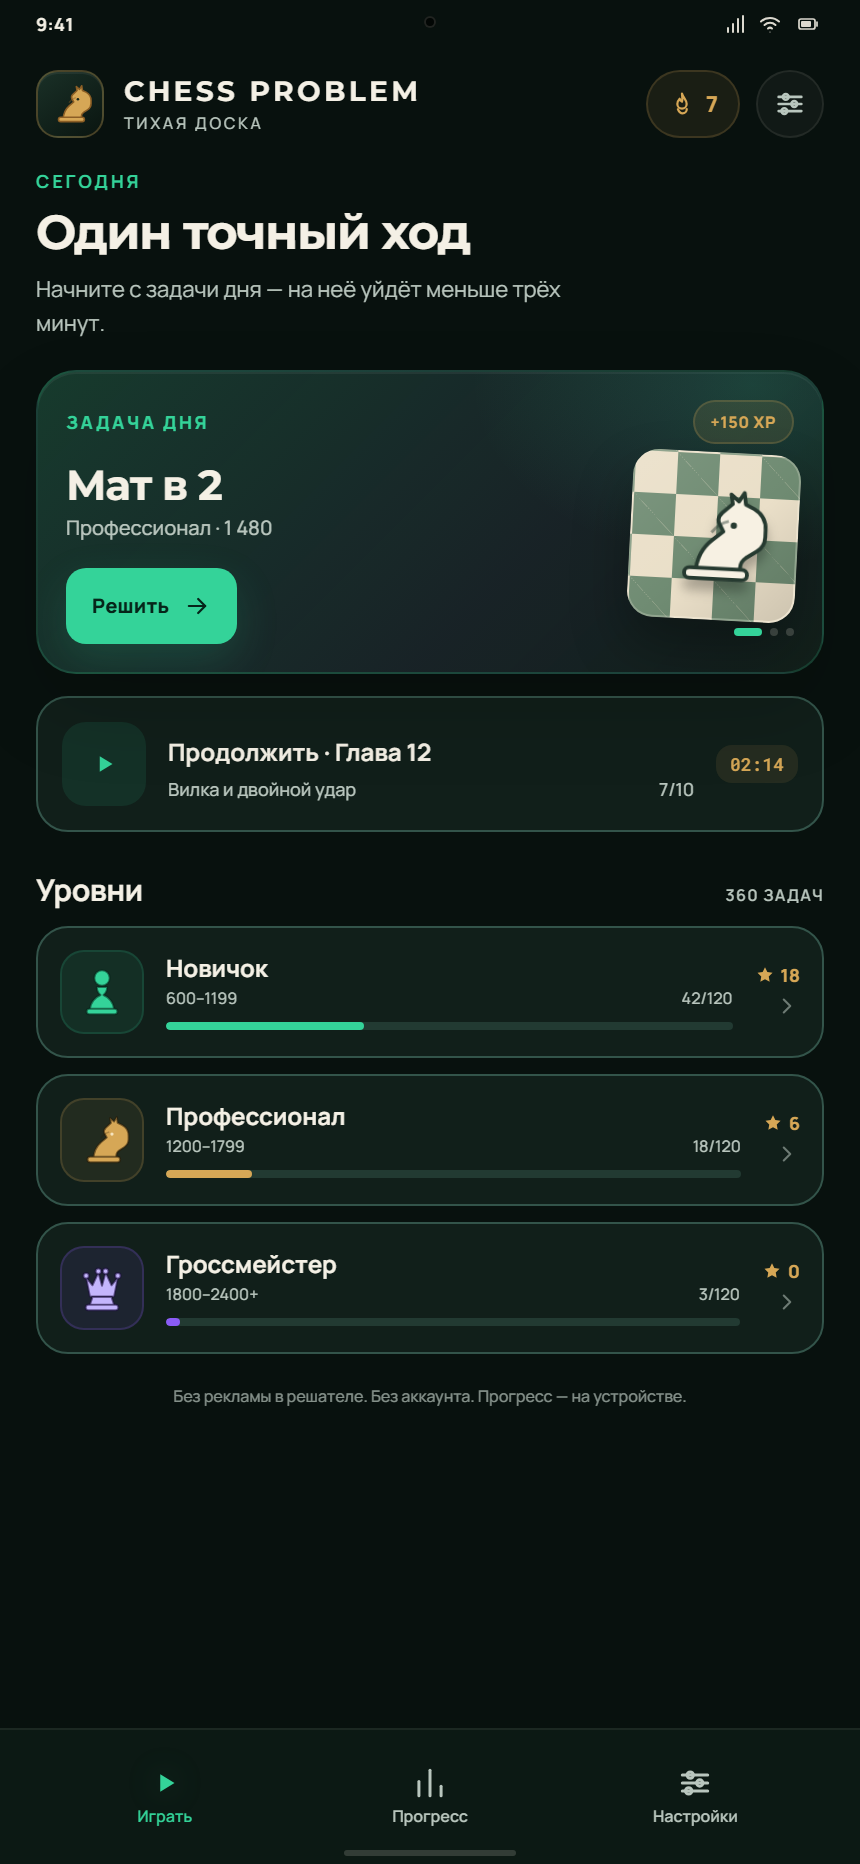 9:41
CHESS PROBLEM
ТИХАЯ ДОСКА
7
СЕГОДНЯ
Один точный ход
Начните с задачи дня — на неё уйдёт меньше трёх
минут.
ЗАДАЧА ДНЯ
+150 XP
Мат в 2
Профессионал · 1 480
Решить
Продолжить · Глава 12
Вилка и двойной удар
7/10
02:14
Уровни
360 ЗАДАЧ
Новичок
600–1199
42/120
18
Профессионал
1200–1799
18/120
6
Гроссмейстер
1800–2400+
3/120
0
Без рекламы в решателе. Без аккаунта. Прогресс — на устройстве.
Играть
Прогресс
Настройки